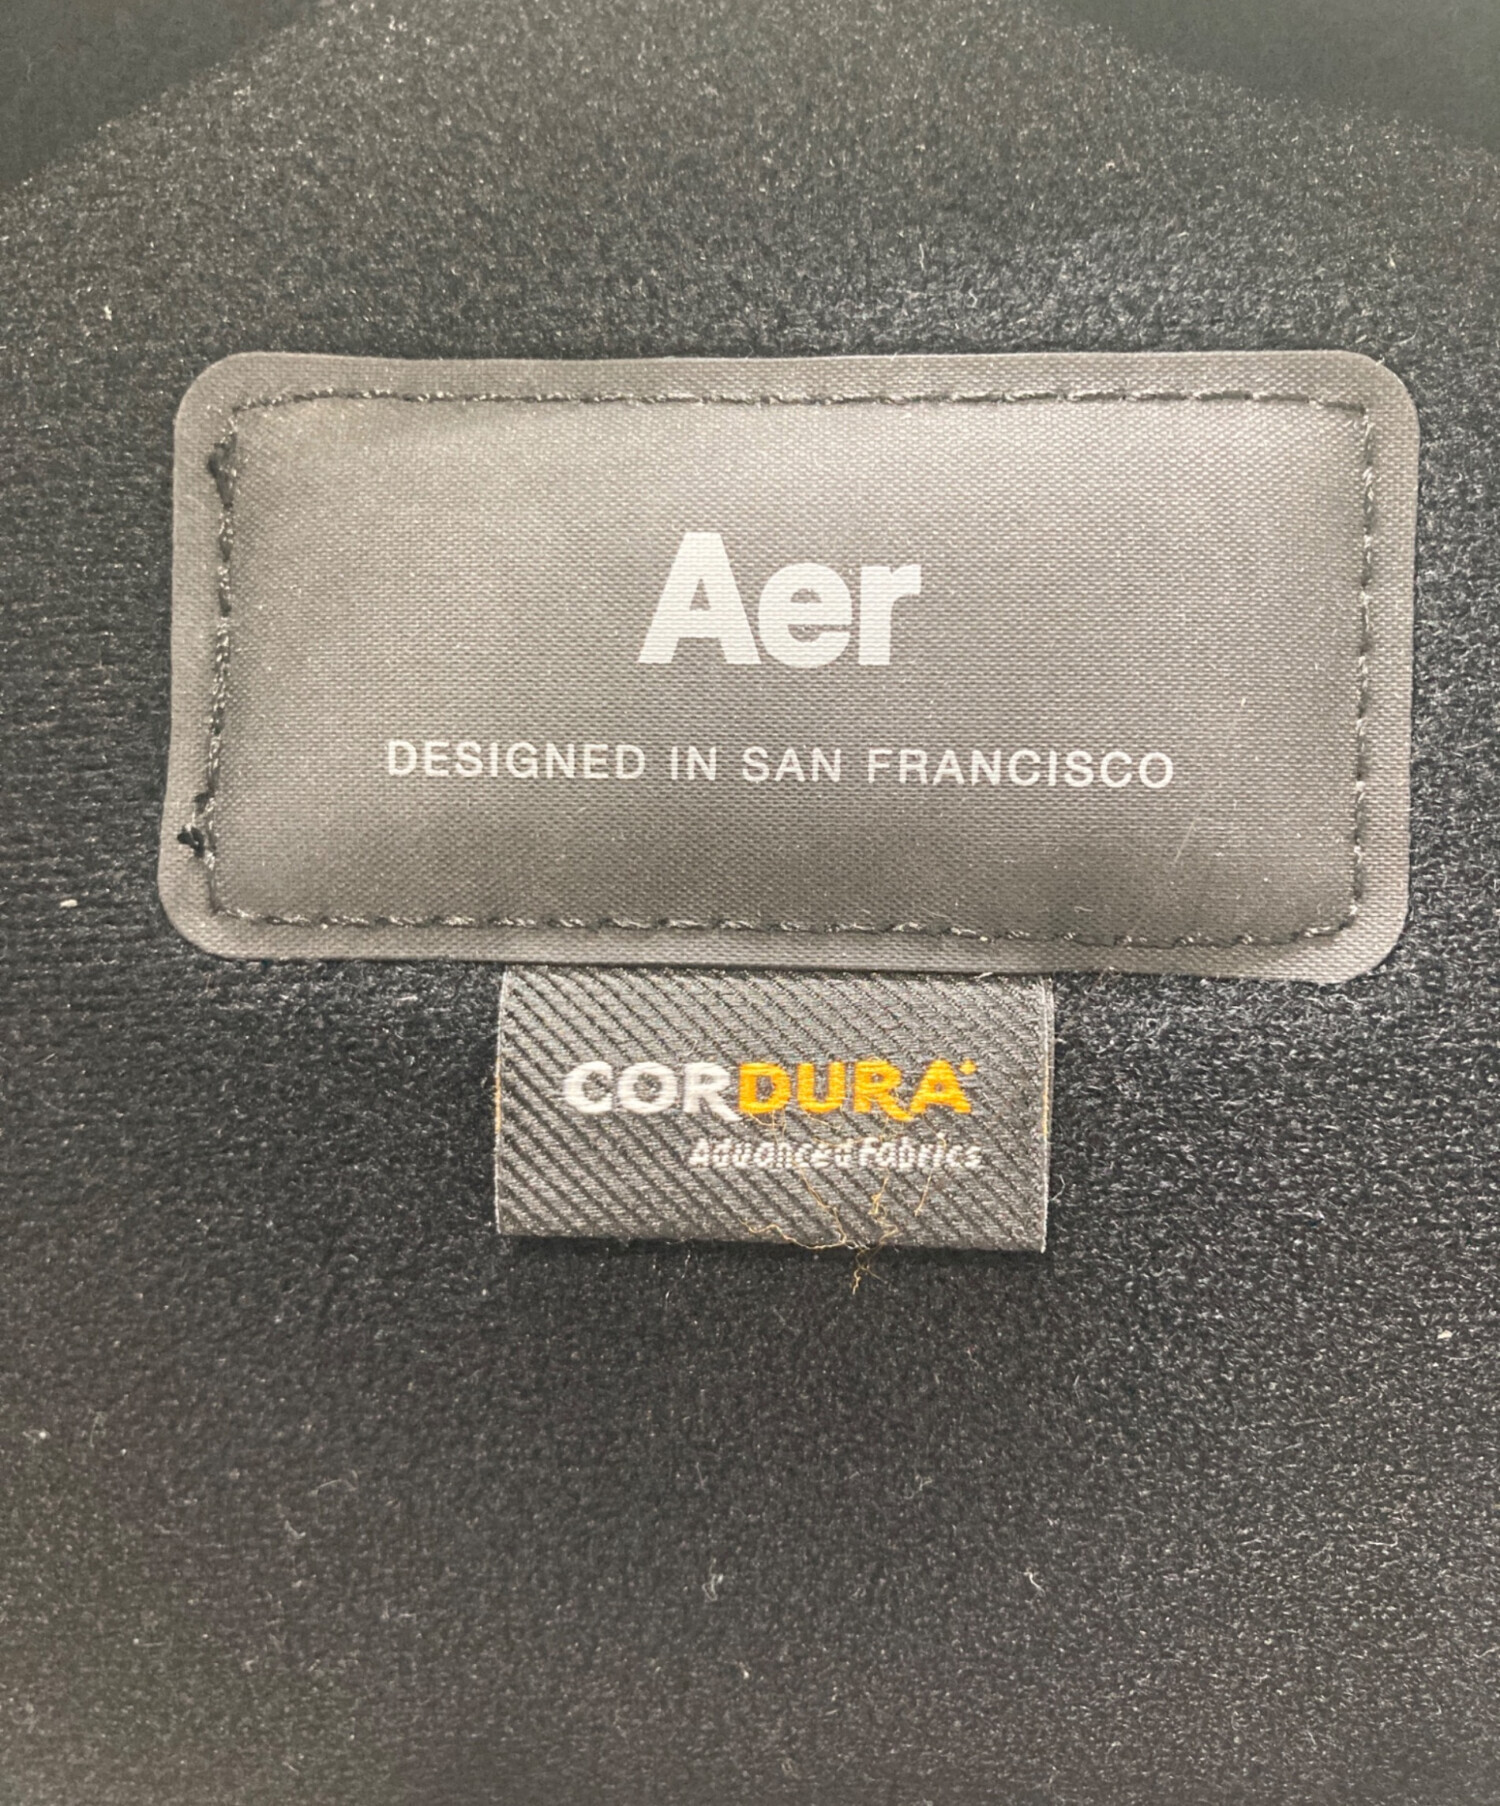 Aer
DESIGNED IN SAN FRANCISCO
CORDURA
Advanced Fabrics